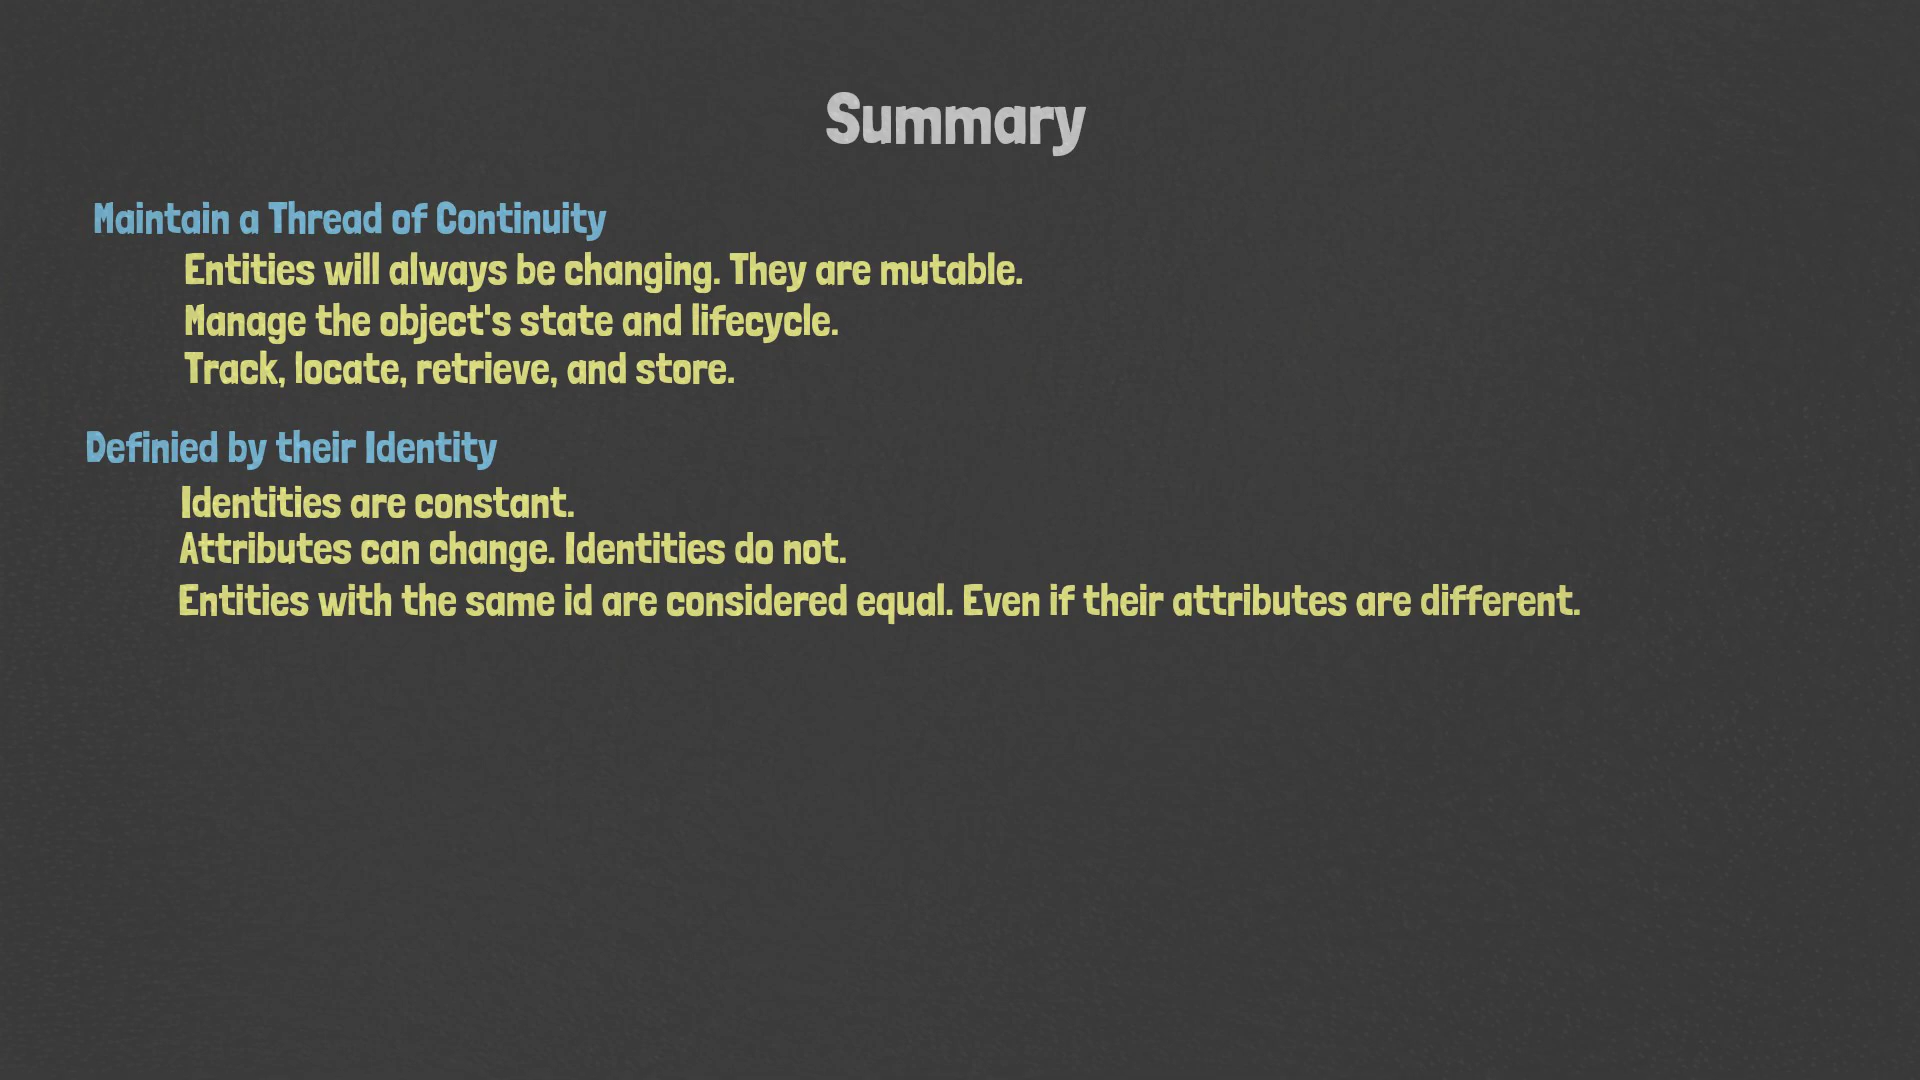 Summary
Maintain a Thread of Continuity
Entities will always be changing. They are mutable.
Manage the object's state and lifecycle.
Track, locate, retrieve, and store.
Definied by their Identity
Identities are constant.
Attributes can change. Identities do not.
Entities with the same id are considered equal. Even if their attributes are different.